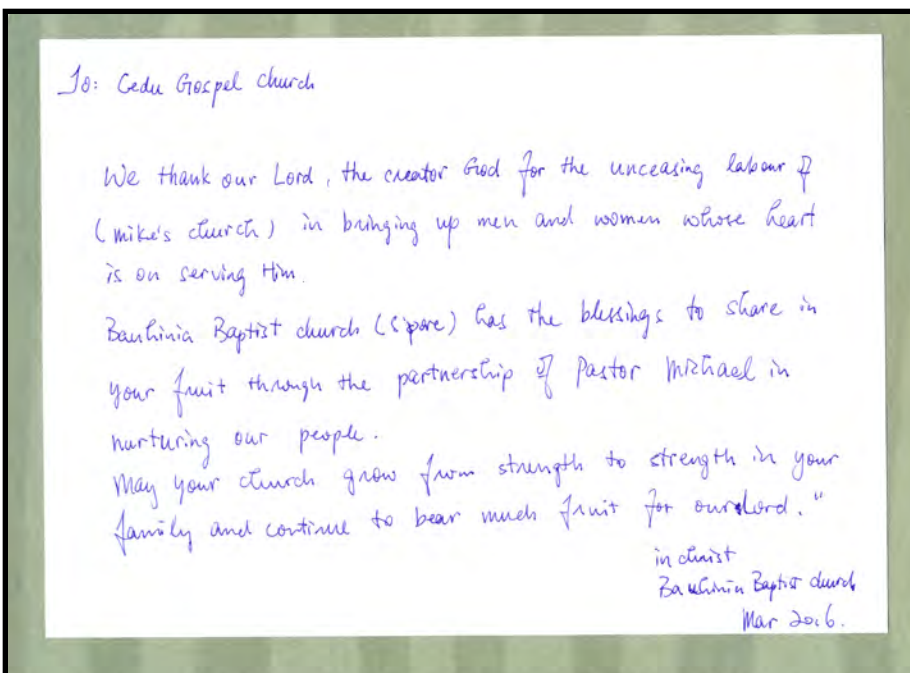 To: Gedu Gospel church
We thank our Lord, the creator God for the unceasing labour of
(mike's church) in bringing up men and women whose heart
is on serving Him.
Bauhinia Baptist church (s'pore) has the blessings to share in
your fruit through the partnership of Pastor Michael in
nurturing our people.
May your church grow from strength to strength in your
family and continue to bear much fruit for our Lord."
in christ
Bauhinia Baptist church
Mar 2016.